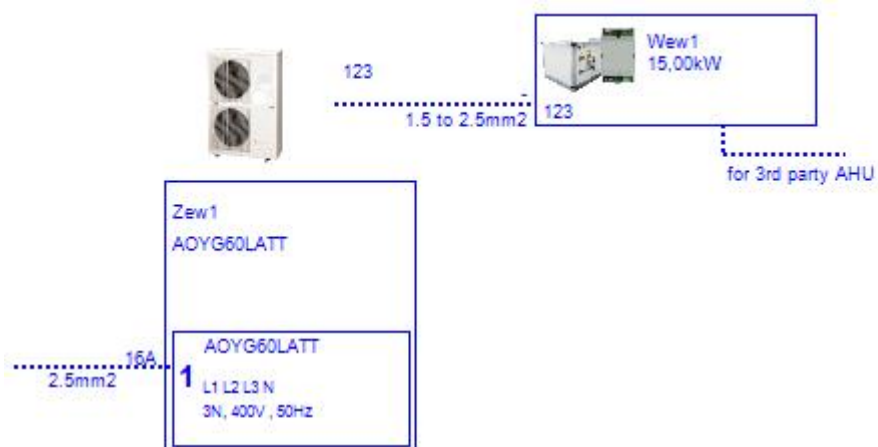 Wew1
15,00kW
123
-
1.5 to 2.5mm2
123
for 3rd party AHU
Zew1
AOYG60LATT
16A
2.5mm2
AOYG60LATT
1
L1 L2 L3 N
3N, 400V , 50Hz